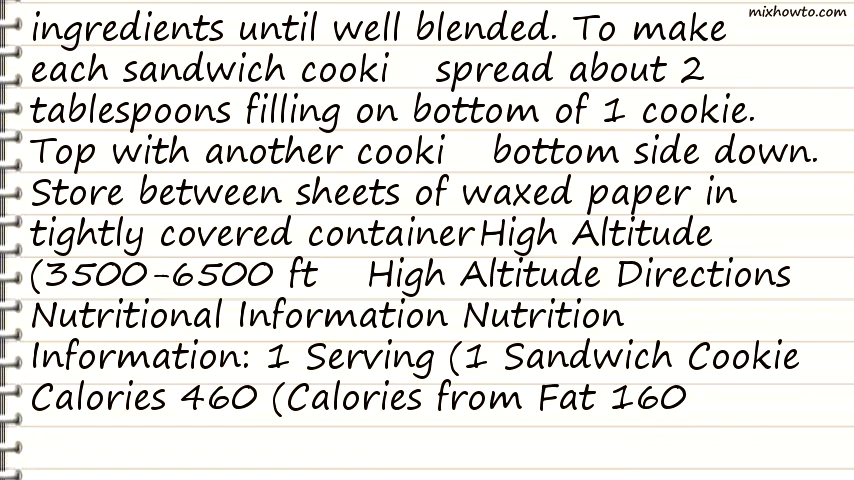 mixhowto.com
ingredients until well blended. To make
each sandwich cooki spread about 2
tablespoons filling on bottom of 1 cookie.
Top with another cooki bottom side down.
Store between sheets of waxed paper in
tightly covered containerHigh Altitude
(3500-6500 ft High Altitude Directions
Nutritional Information Nutrition
Information: 1 Serving (1 Sandwich Cookie
Calories 460 (Calories from Fat 160